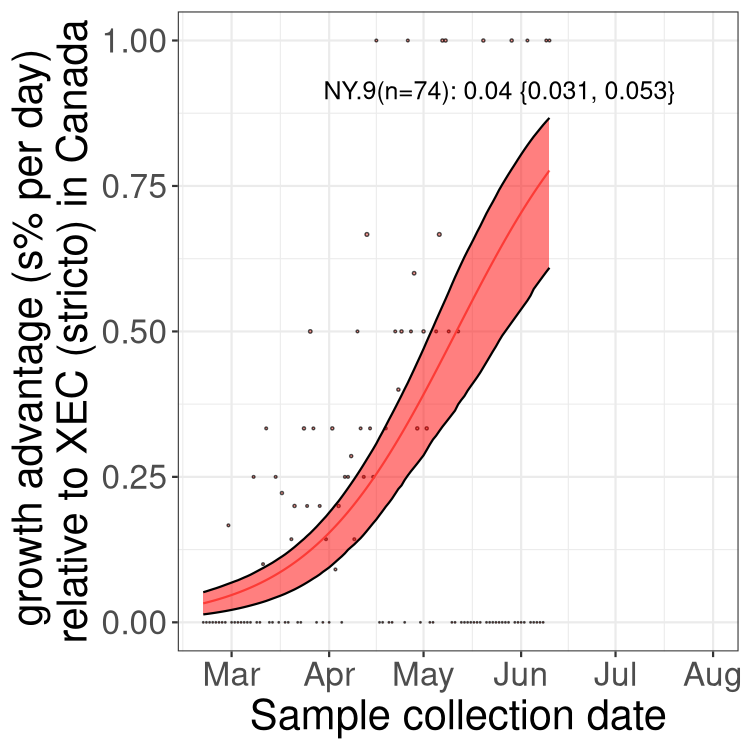 growth advantage (s% per day)
relative to XEC (stricto) in Canada
1.00
0.75
0.50
0.25
0.00
NY.9(n=74): 0.04 {0.031, 0.053}
Mar Apr May Jun Jul Aug
Sample collection date